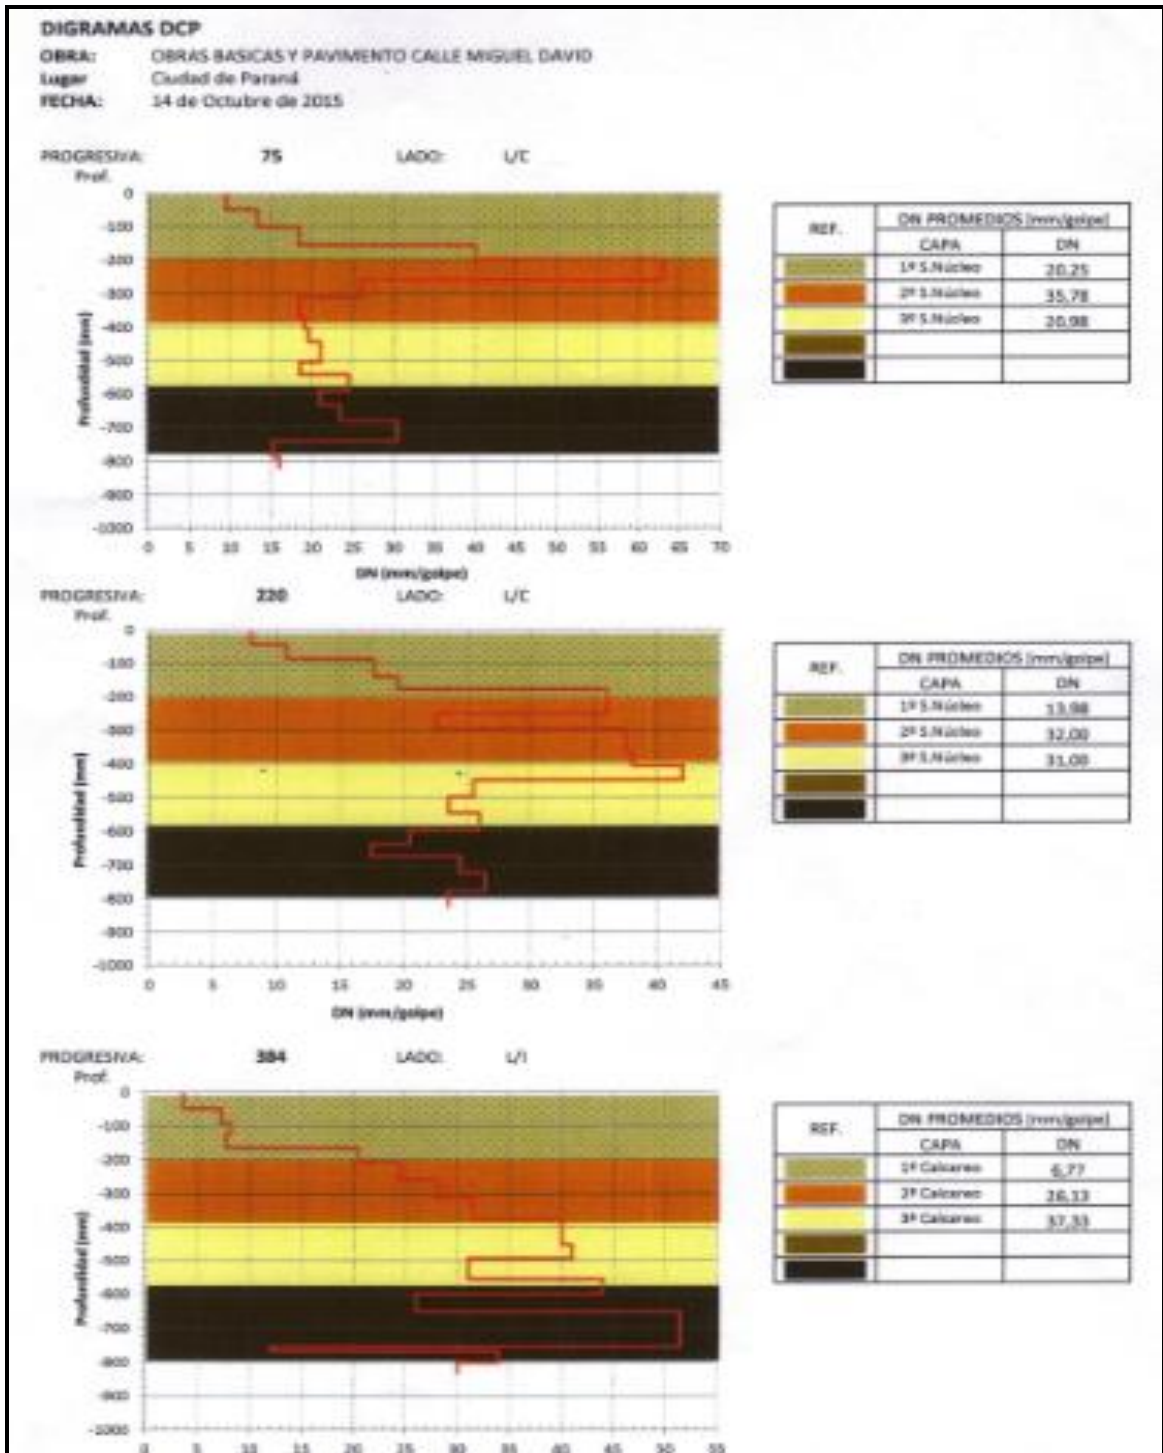 DIGRAMAS DCP
OBRA: OBRAS BASICAS Y PAVIMENTO CALLE MIGUEL DAVID
Lugar Ciudad de Paraná
FECHA: 14 de Octubre de 2015
PROGRESIVA: 75 LADO: L/C
Prof.
0
-100
-200
-300
-400
-500
-600
-700
-800
-900
-1000
Profundidad (mm)
0 5 10 15 20 25 30 35 40 45 50 55 60 65 70
DN (mm/golpe)
REF. DN PROMEDIOS (mm/golpe)
CAPA DN
1º S.Núcleo 20,25
2º S.Núcleo 35,78
3º S.Núcleo 20,98
PROGRESIVA: 220 LADO: L/C
Prof.
0
-100
-200
-300
-400
-500
-600
-700
-800
-900
-1000
Profundidad (mm)
0 5 10 15 20 25 30 35 40 45
DN (mm/golpe)
REF. DN PROMEDIOS (mm/golpe)
CAPA DN
1º S.Núcleo 13,98
2º S.Núcleo 32,00
3º S.Núcleo 31,00
PROGRESIVA: 384 LADO: L/I
Prof.
0
-100
-200
-300
-400
-500
-600
-700
-800
-900
-1000
Profundidad (mm)
0 5 10 15 20 25 30 35 40 45 50 55
REF. DN PROMEDIOS (mm/golpe)
CAPA DN
1º Calcareo 6,77
2º Calcareo
3º Calcareo 37,33